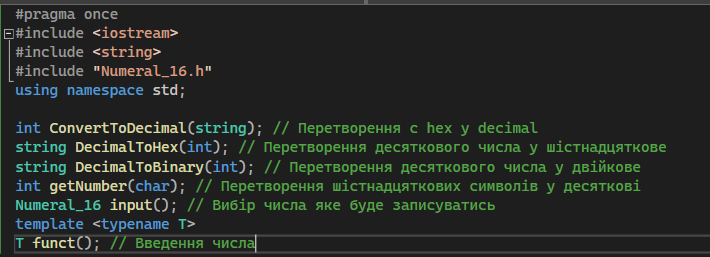 #pragma once
#include <iostream>
#include <string>
#include "Numeral_16.h"
using namespace std;
int ConvertToDecimal(string); // Перетворення с hex у decimal
string DecimalToHex(int); // Перетворення десяткового числа у шістнадцяткове
string DecimalToBinary(int); // Перетворення десяткового числа у двійкове
int getNumber(char); // Перетворення шістнадцяткових символів у десяткові
Numeral_16 input(); // Вибір числа яке буде записуватись
template <typename T>
T funct(); // Введення числа